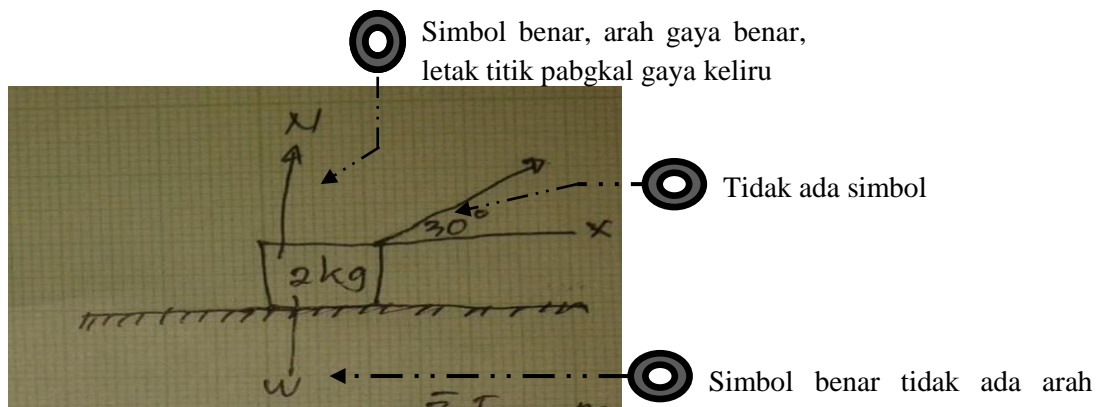 Simbol benar, arah gaya benar,
letak titik pabgkal gaya keliru
N
Tidak ada simbol
30°
x
2kg
W
Simbol benar tidak ada arah